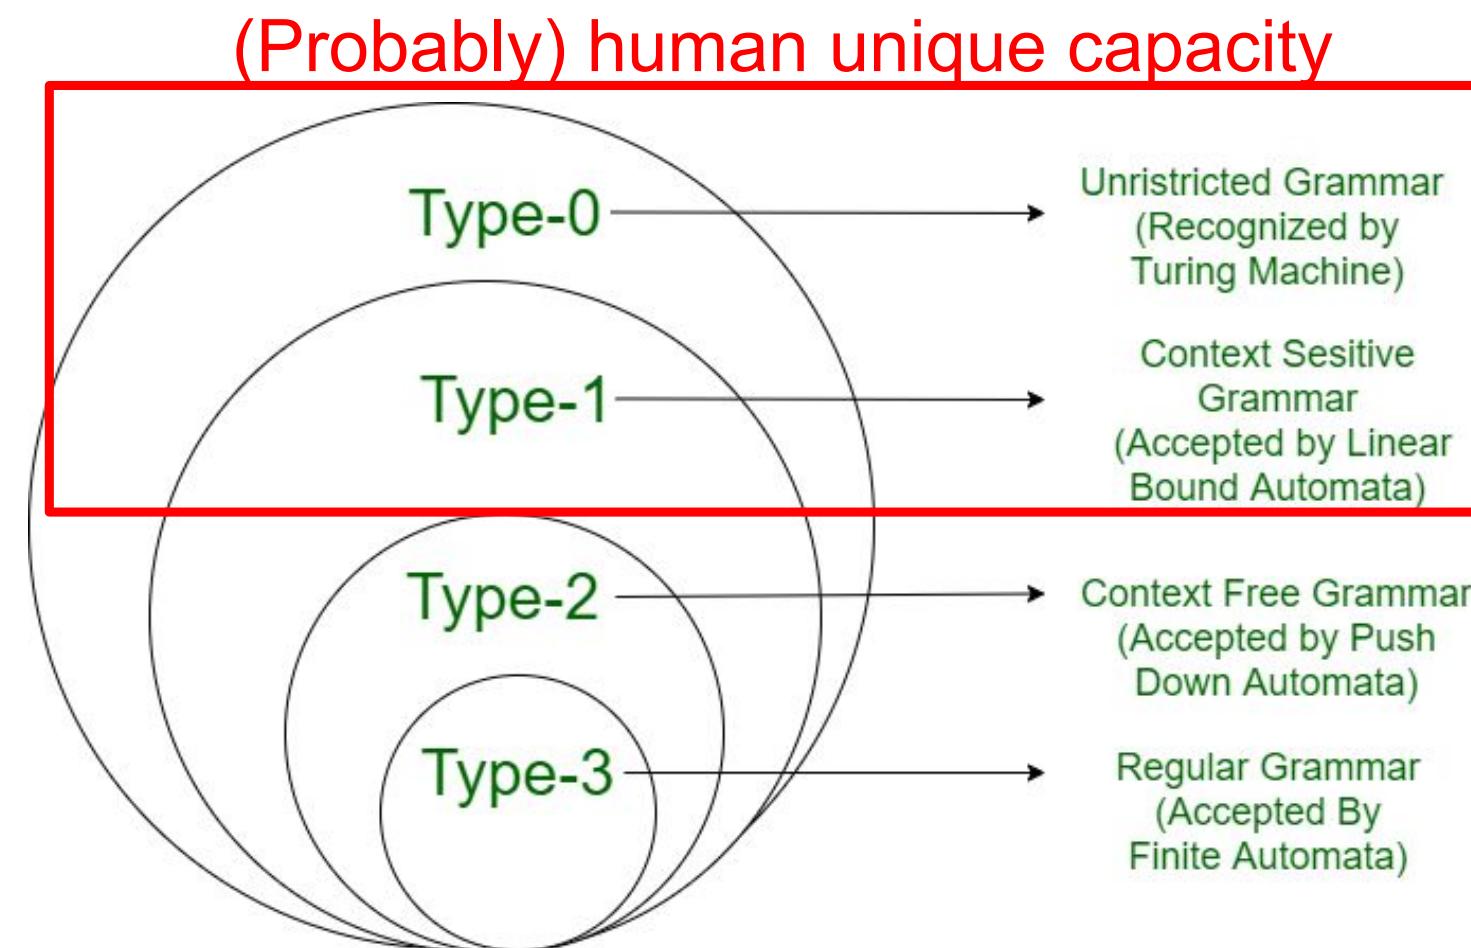 (Probably) human unique capacity
Type-0
Unristricted Grammar
(Recognized by
Turing Machine)
Type-1
Context Sesitive
Grammar
(Accepted by Linear
Bound Automata)
Type-2
Context Free Grammar
(Accepted by Push
Down Automata)
Type-3
Regular Grammar
(Accepted By
Finite Automata)